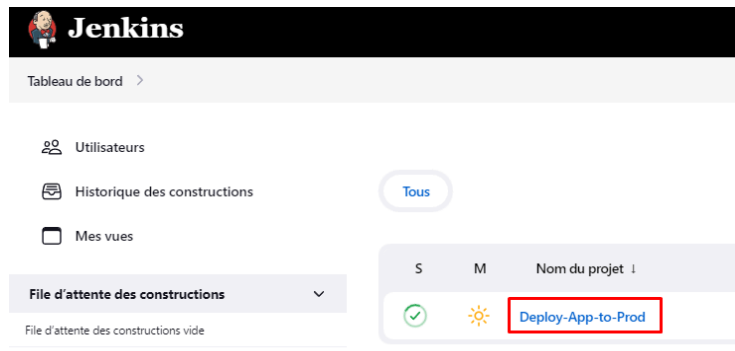 Jenkins
Tableau de bord >
Utilisateurs
Historique des constructions
Mes vues
File d'attente des constructions
File d'attente des constructions vide
Tous
S M Nom du projet ↓
Deploy-App-to-Prod